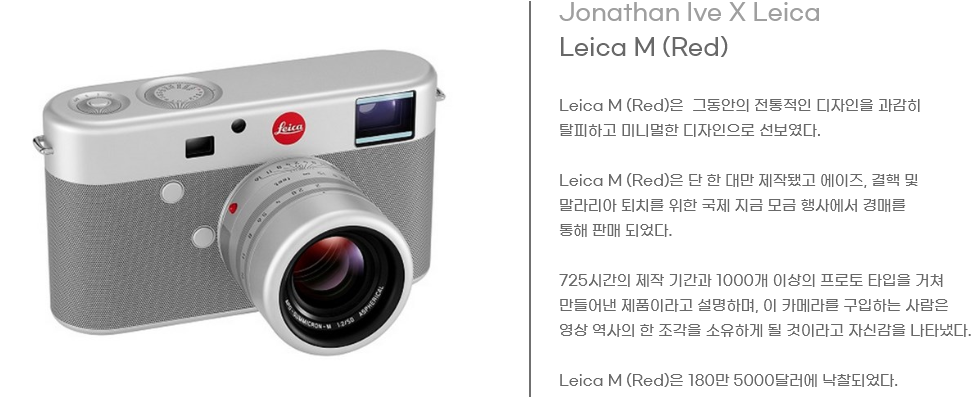 Jonathan Ive X Leica
Leica M (Red)
Leica M (Red)은 그동안의 전통적인 디자인을 과감히
탈피하고 미니멀한 디자인으로 선보였다.
Leica M (Red)은 단 한 대만 제작됐고 에이즈, 결핵 및
말라리아 퇴치를 위한 국제 지금 모금 행사에서 경매를
통해 판매 되었다.
725시간의 제작 기간과 1000개 이상의 프로토 타입을 거쳐
만들어낸 제품이라고 설명하며, 이 카메라를 구입하는 사람은
영상 역사의 한 조각을 소유하게 될 것이라고 자신감을 나타냈다.
Leica M (Red)은 180만 5000달러에 낙찰되었다.
Leica
feet
SUMMICRON-M 1:2/50 ASPHERICAL